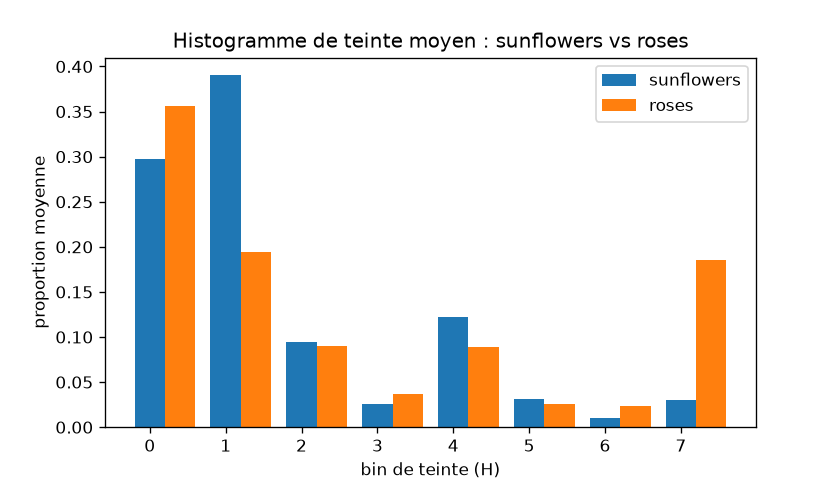 Histogramme de teinte moyen : sunflowers vs roses
sunflowers
roses
proportion moyenne
0.40
0.35
0.30
0.25
0.20
0.15
0.10
0.05
0.00
0 1 2 3 4 5 6 7
bin de teinte (H)